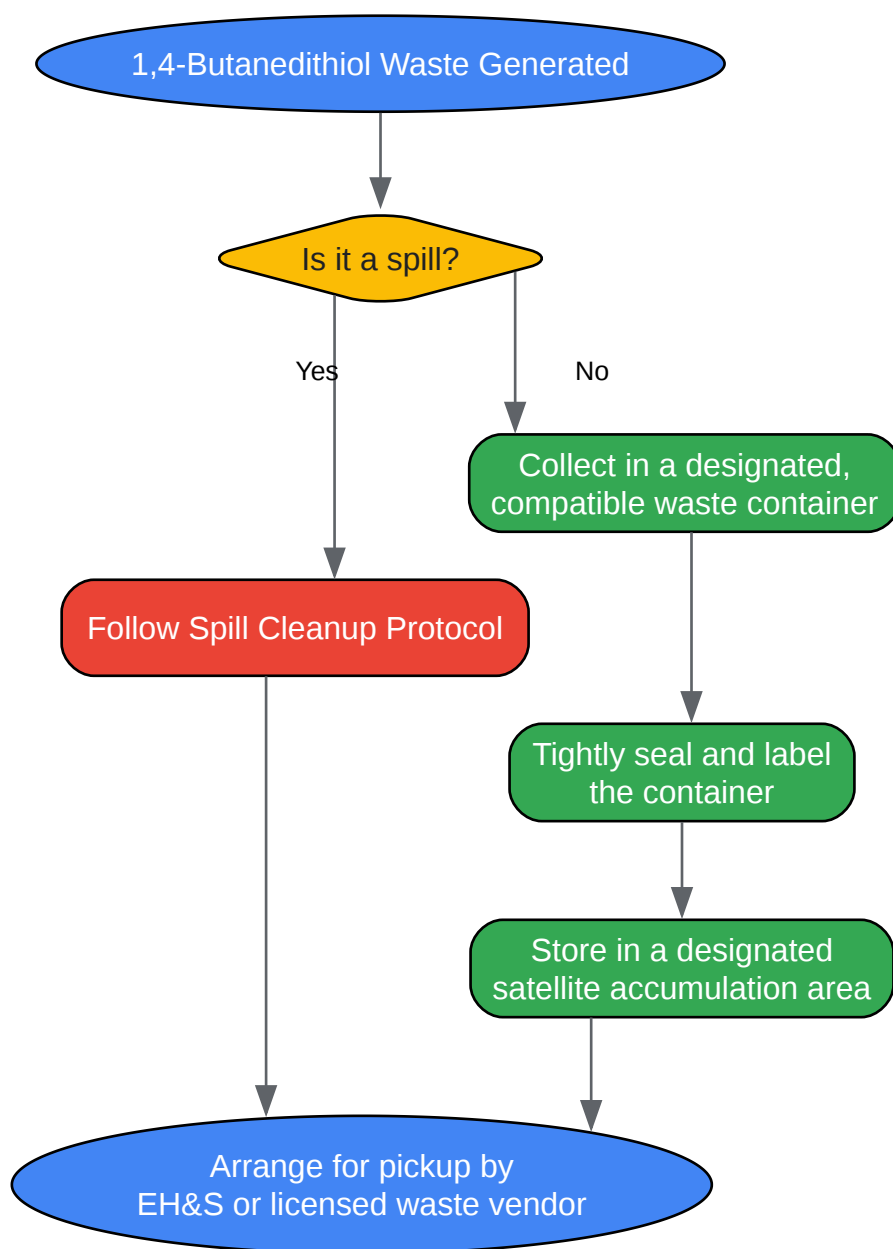 1,4-Butanedithiol Waste Generated
Is it a spill?
Yes
No
Collect in a designated,
compatible waste container
Follow Spill Cleanup Protocol
Tightly seal and label
the container
Store in a designated
satellite accumulation area
Arrange for pickup by
EH&S or licensed waste vendor